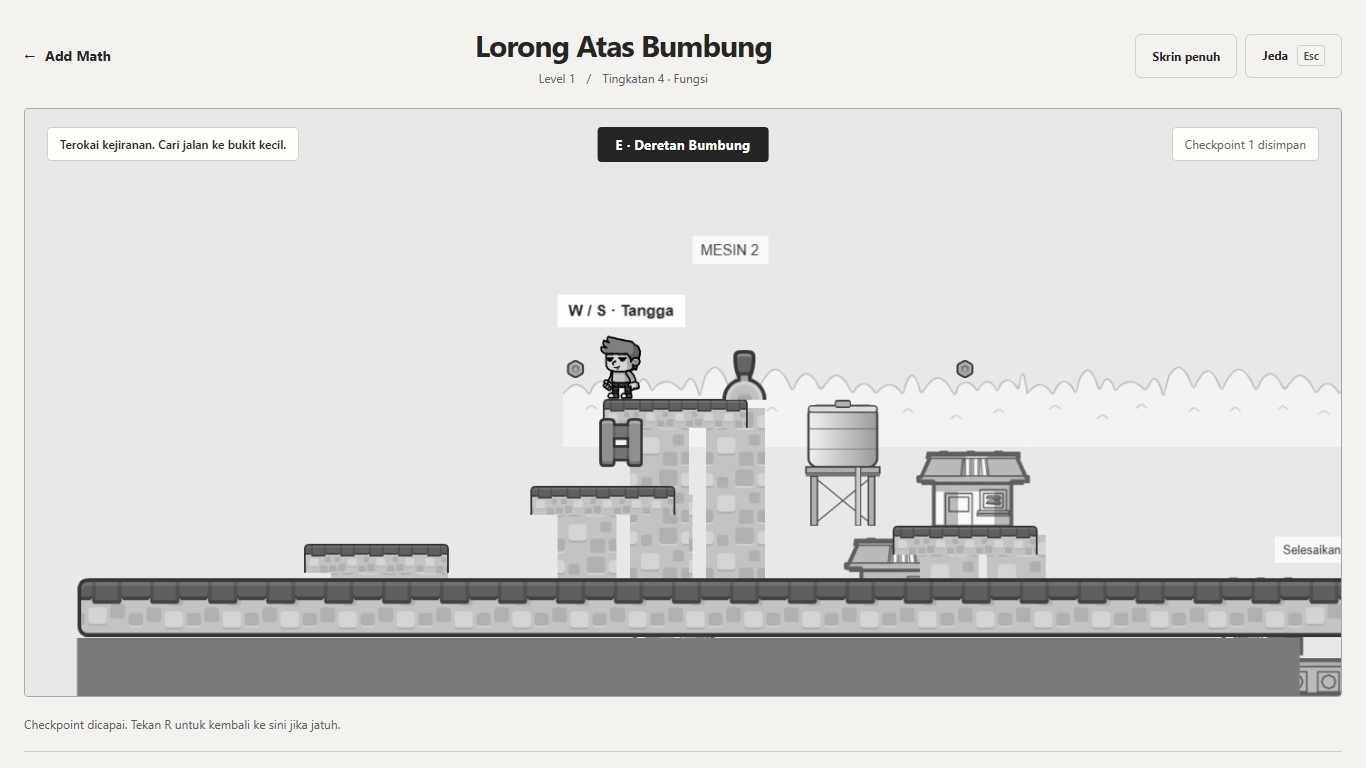 ← Add Math
Lorong Atas Bumbung
Level 1 / Tingkatan 4 · Fungsi
Skrin penuh
Jeda Esc
Terokai kejiranan. Cari jalan ke bukit kecil.
E · Deretan Bumbung
Checkpoint 1 disimpan
MESIN 2
W / S · Tangga
Selesaikan
Checkpoint dicapai. Tekan R untuk kembali ke sini jika jatuh.